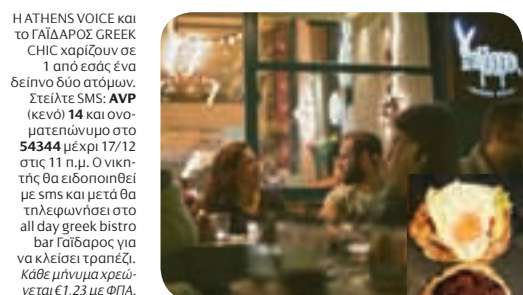 Η ATHENS VOICE και
το ΓΑΪΔΑΡΟΣ GREEK
CHIC χαρίζουν σε
1 από εσάς ένα
δείπνο δύο ατόμων.
Στείλτε SMS: AVP
(κενό) 14 και ονο-
ματεπώνυμο στο
54344 μέχρι 17/12
στις 11 π.μ. Ο νικη-
τής θα ειδοποιηθεί
με sms και μετά θα
τηλεφωνήσει στο
all day greek bistro
bar Γαΐδαρος για
να κλείσει τραπέζι.
Κάθε μήνυμα χρεώ-
νεται €1,23 με ΦΠΑ.